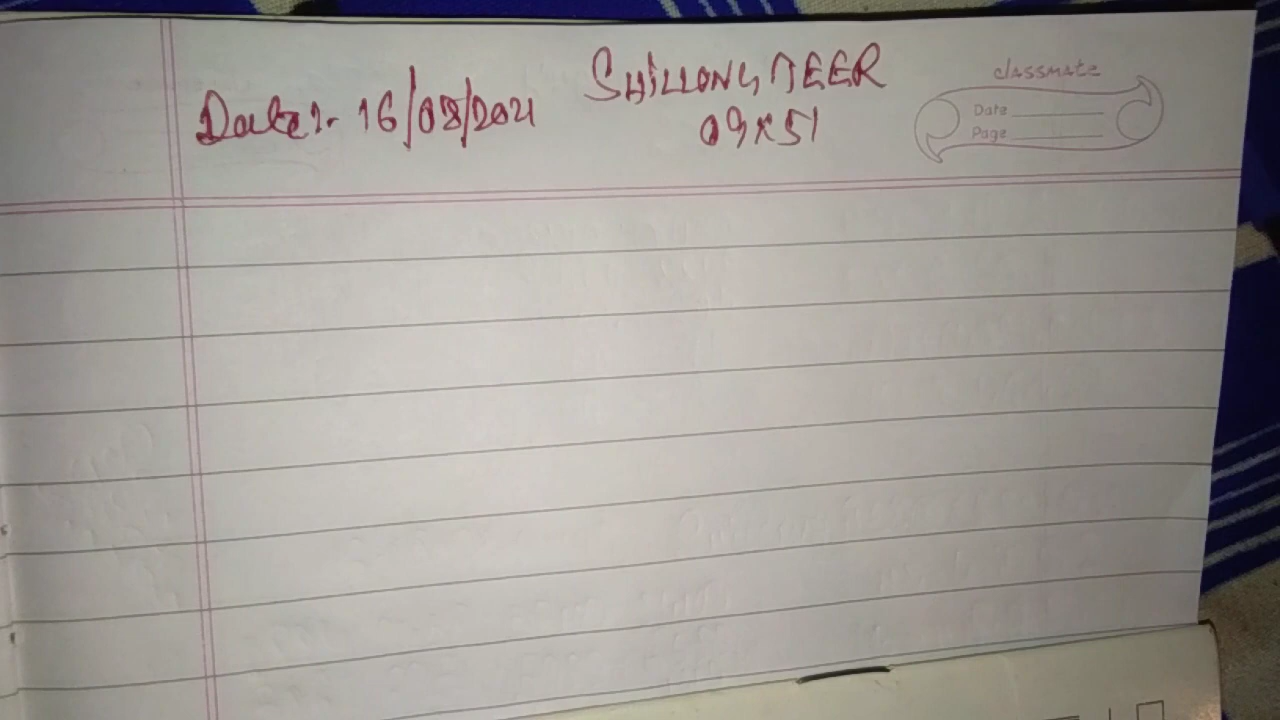 Date:- 16/08/2021
SHiLLONG TEER
09x51
classmate
Date
Page